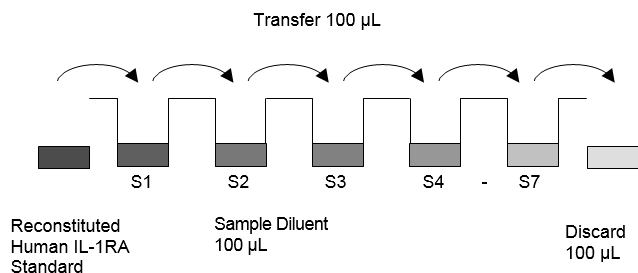 Transfer 100 µL
S1 S2 S3 S4 - S7
Reconstituted
Human IL-1RA
Standard
Sample Diluent
100 µL
Discard
100 µL